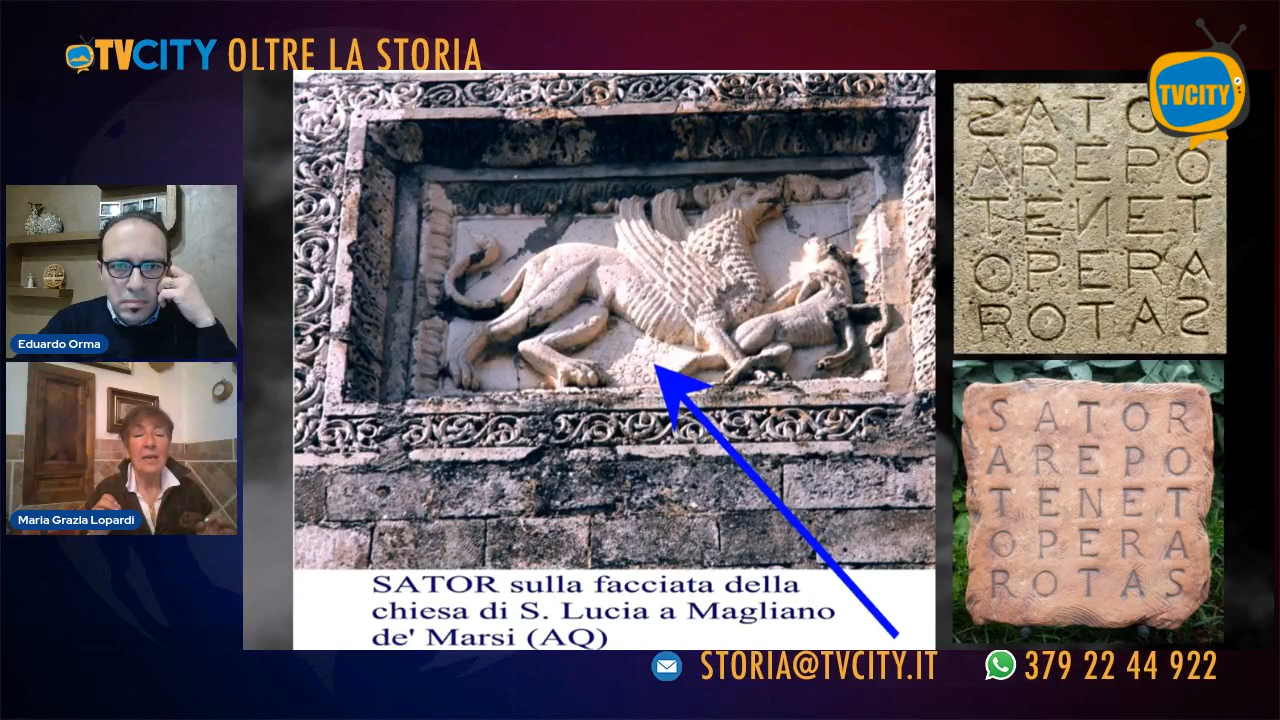 TVCITY OLTRE LA STORIA
TVCITY
Eduardo Orma
Maria Grazia Lopardi
SATO
AREPO
TENET
OPERA
ROTAS
SATOR
AREPO
TENET
OPERA
ROTAS
SATOR sulla facciata della
chiesa di S. Lucia a Magliano
de' Marsi (AQ)
STORIA@TVCITY.IT
379 22 44 922